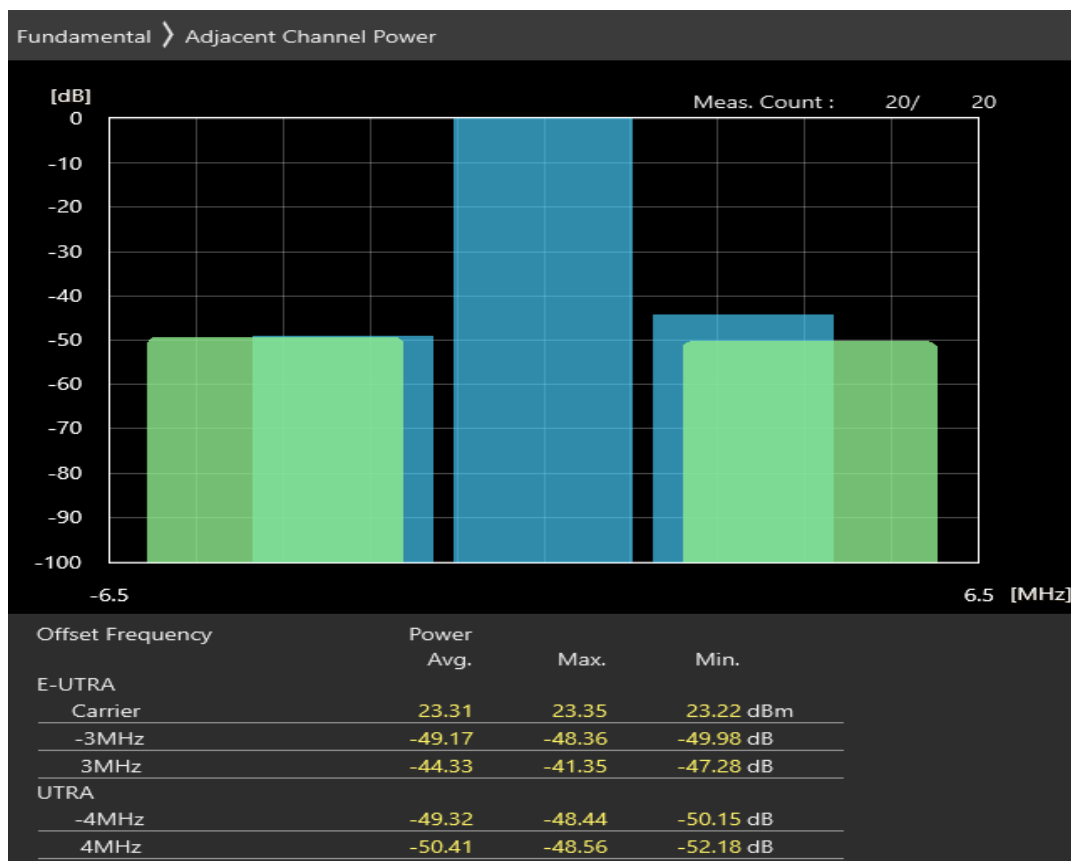 Fundamental 〉 Adjacent Channel Power
[dB]
Meas. Count : 20/ 20
0
-10
-20
-30
-40
-50
-60
-70
-80
-90
-100
-6.5 6.5 [MHz]
Offset Frequency Power
Avg. Max. Min.
E-UTRA
Carrier 23.31 23.35 23.22 dBm
-3MHz -49.17 -48.36 -49.98 dB
3MHz -44.33 -41.35 -47.28 dB
UTRA
-4MHz -49.32 -48.44 -50.15 dB
4MHz -50.41 -48.56 -52.18 dB